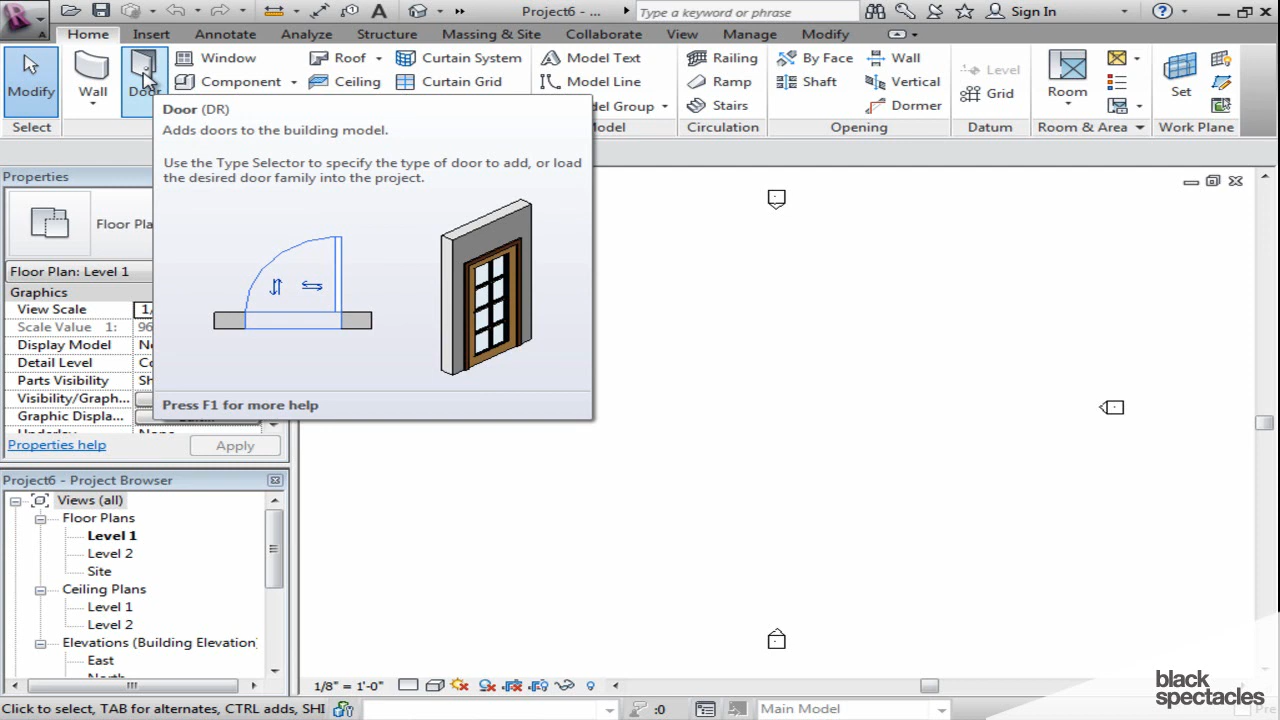 Project6 - ...
Type a keyword or phrase
Sign In
Home Insert Annotate Analyze Structure Massing & Site Collaborate View Manage Modify
Modify
Wall
Door
Window
Component
Roof
Ceiling
Curtain System
Curtain Grid
Model Text
Model Line
Model Group
Railing
Ramp
Stairs
By Face
Shaft
Wall
Vertical
Dormer
Level
Grid
Room
Set
Select
Circulation
Opening
Datum
Room & Area
Work Plane
Door (DR)
Adds doors to the building model.
Use the Type Selector to specify the type of door to add, or load
the desired door family into the project.
Press F1 for more help
Properties
Floor Pla
Floor Plan: Level 1
Graphics
View Scale 1/
Scale Value 1: 96
Display Model N
Detail Level Co
Parts Visibility Sh
Visibility/Graph...
Graphic Displa...
Properties help
Apply
Project6 - Project Browser
Views (all)
Floor Plans
Level 1
Level 2
Site
Ceiling Plans
Level 1
Level 2
Elevations (Building Elevation)
East
1/8" = 1'-0"
Click to select, TAB for alternates, CTRL adds, SHI
:0
Main Model
black
spectacles